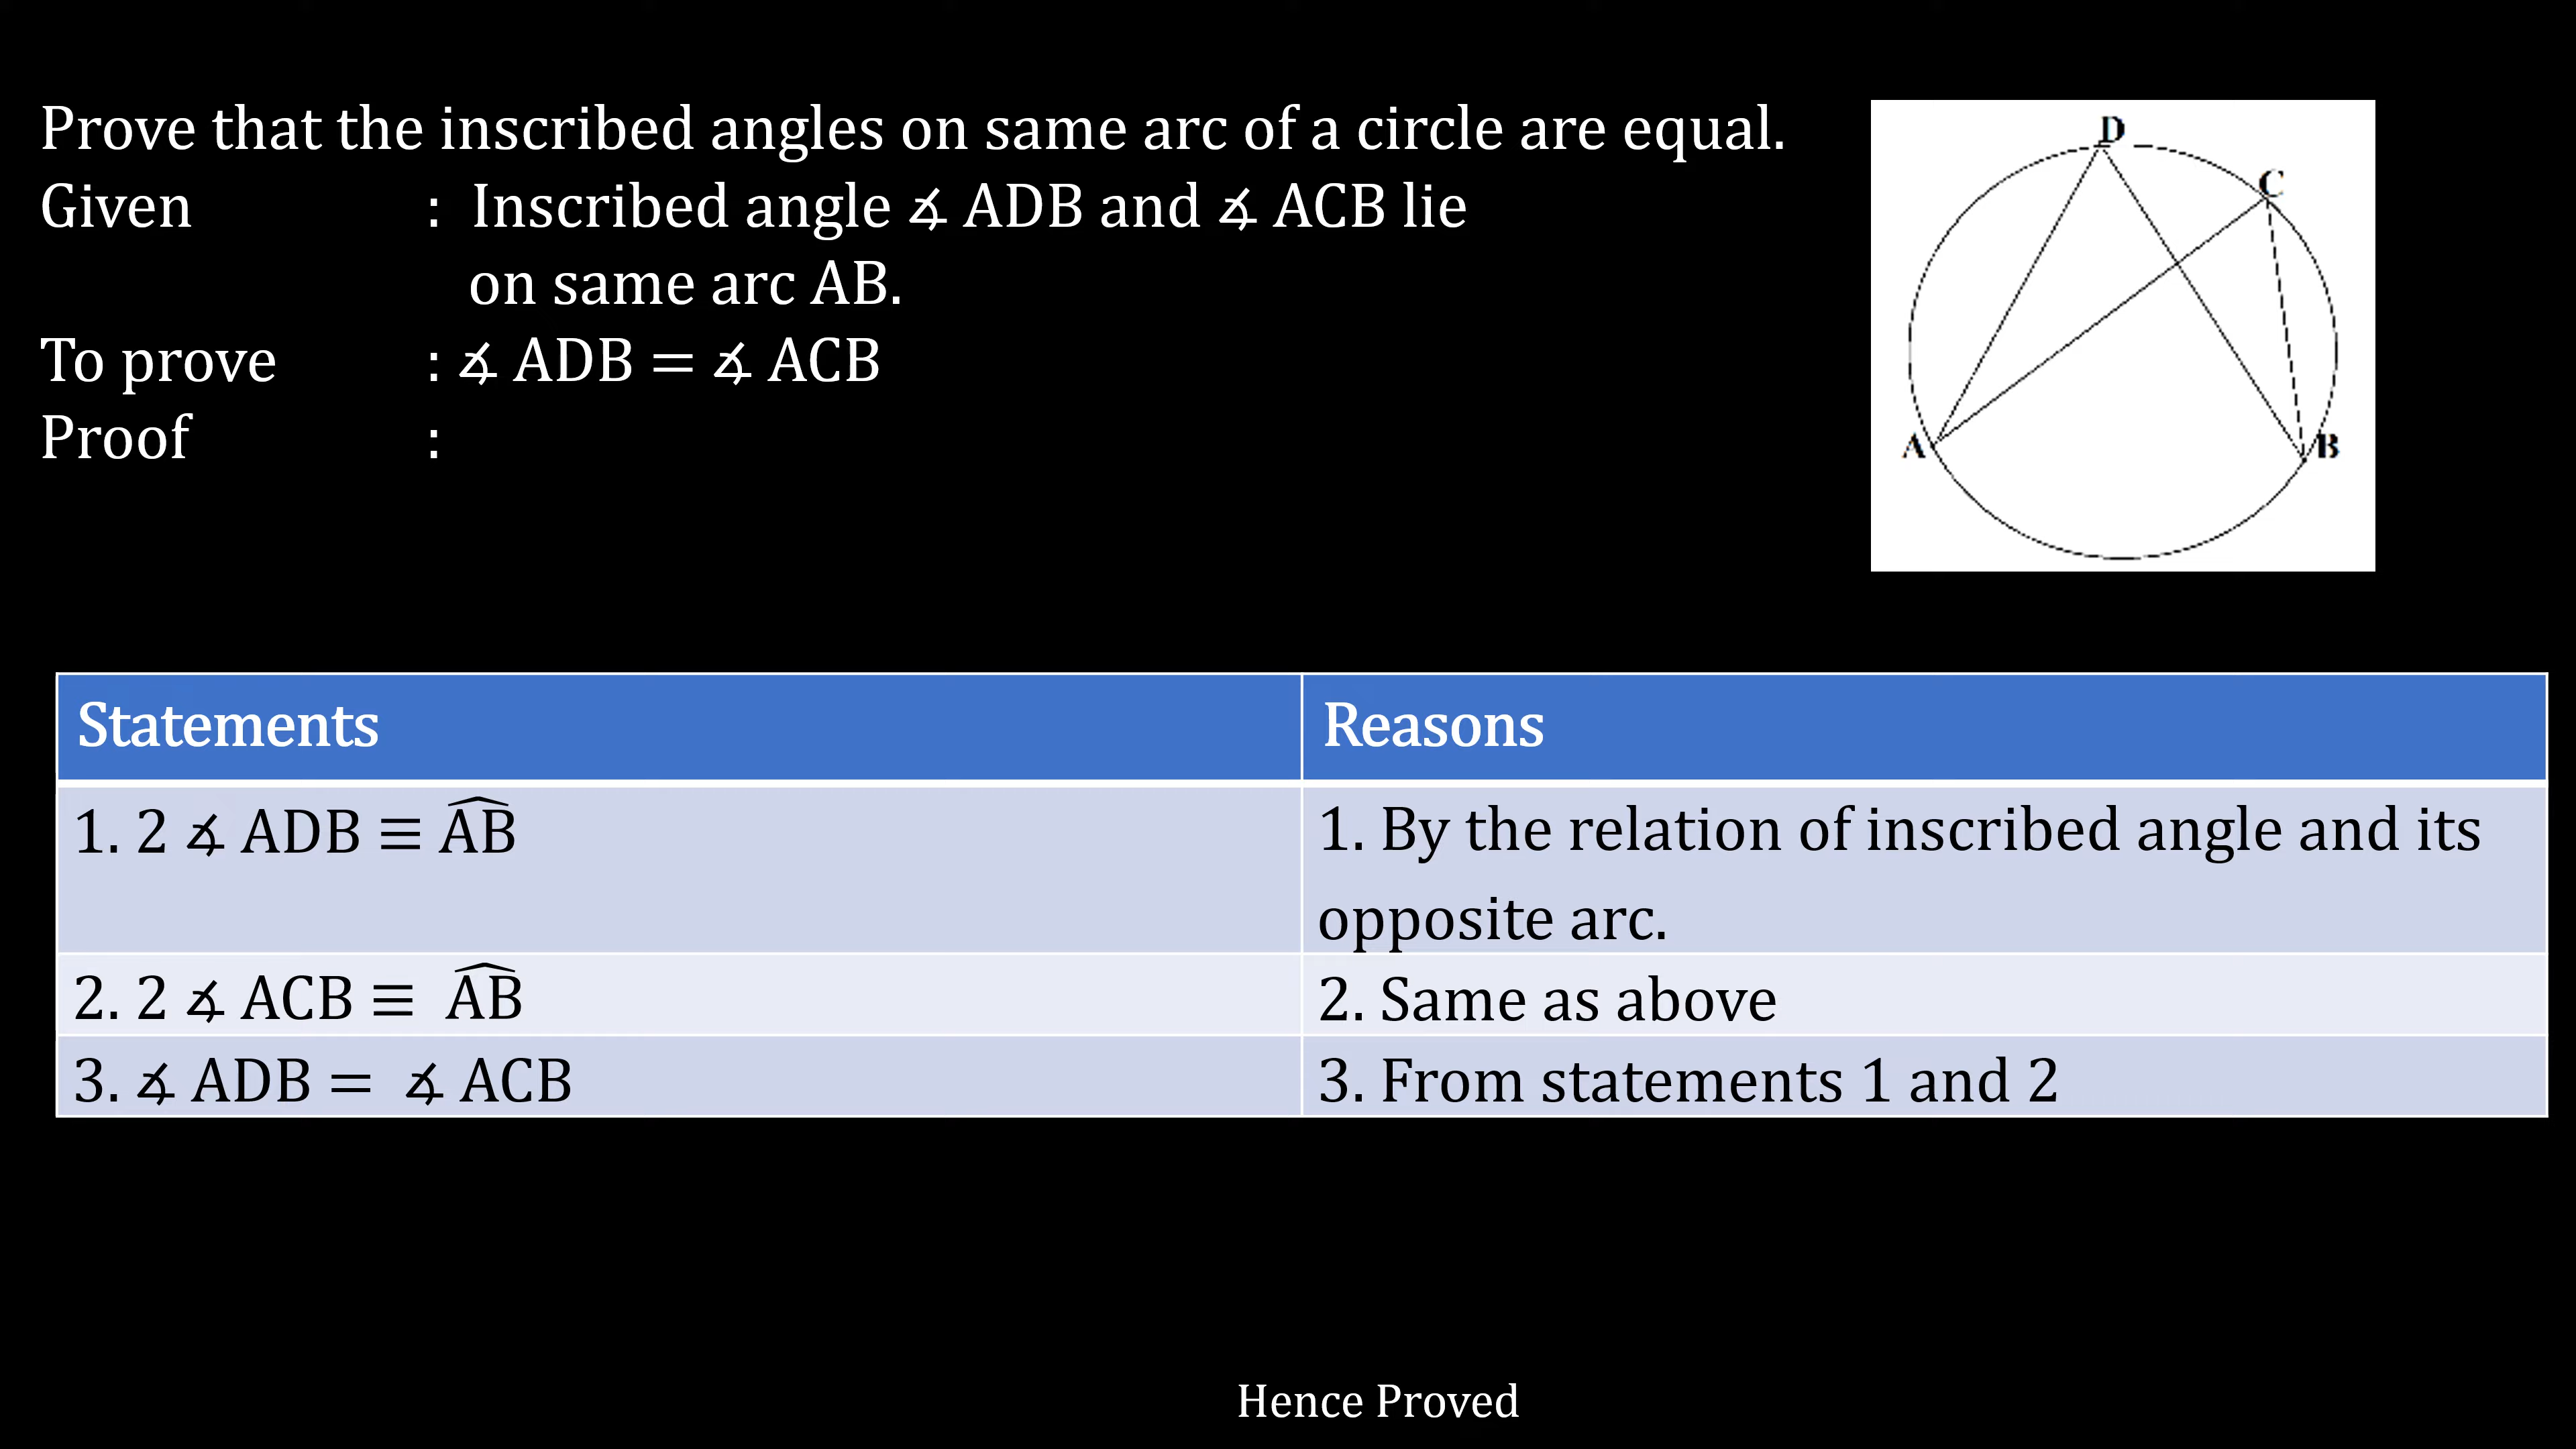 Prove that the inscribed angles on same arc of a circle are equal.
Given : Inscribed angle ∡ ADB and ∡ ACB lie
on same arc AB.
To prove : ∡ ADB = ∡ ACB
Proof :
D
C
A
B
Statements Reasons
1. 2 ∡ ADB ≡ A͡B 1. By the relation of inscribed angle and its
opposite arc.
2. 2 ∡ ACB ≡ A͡B 2. Same as above
3. ∡ ADB = ∡ ACB 3. From statements 1 and 2
Hence Proved